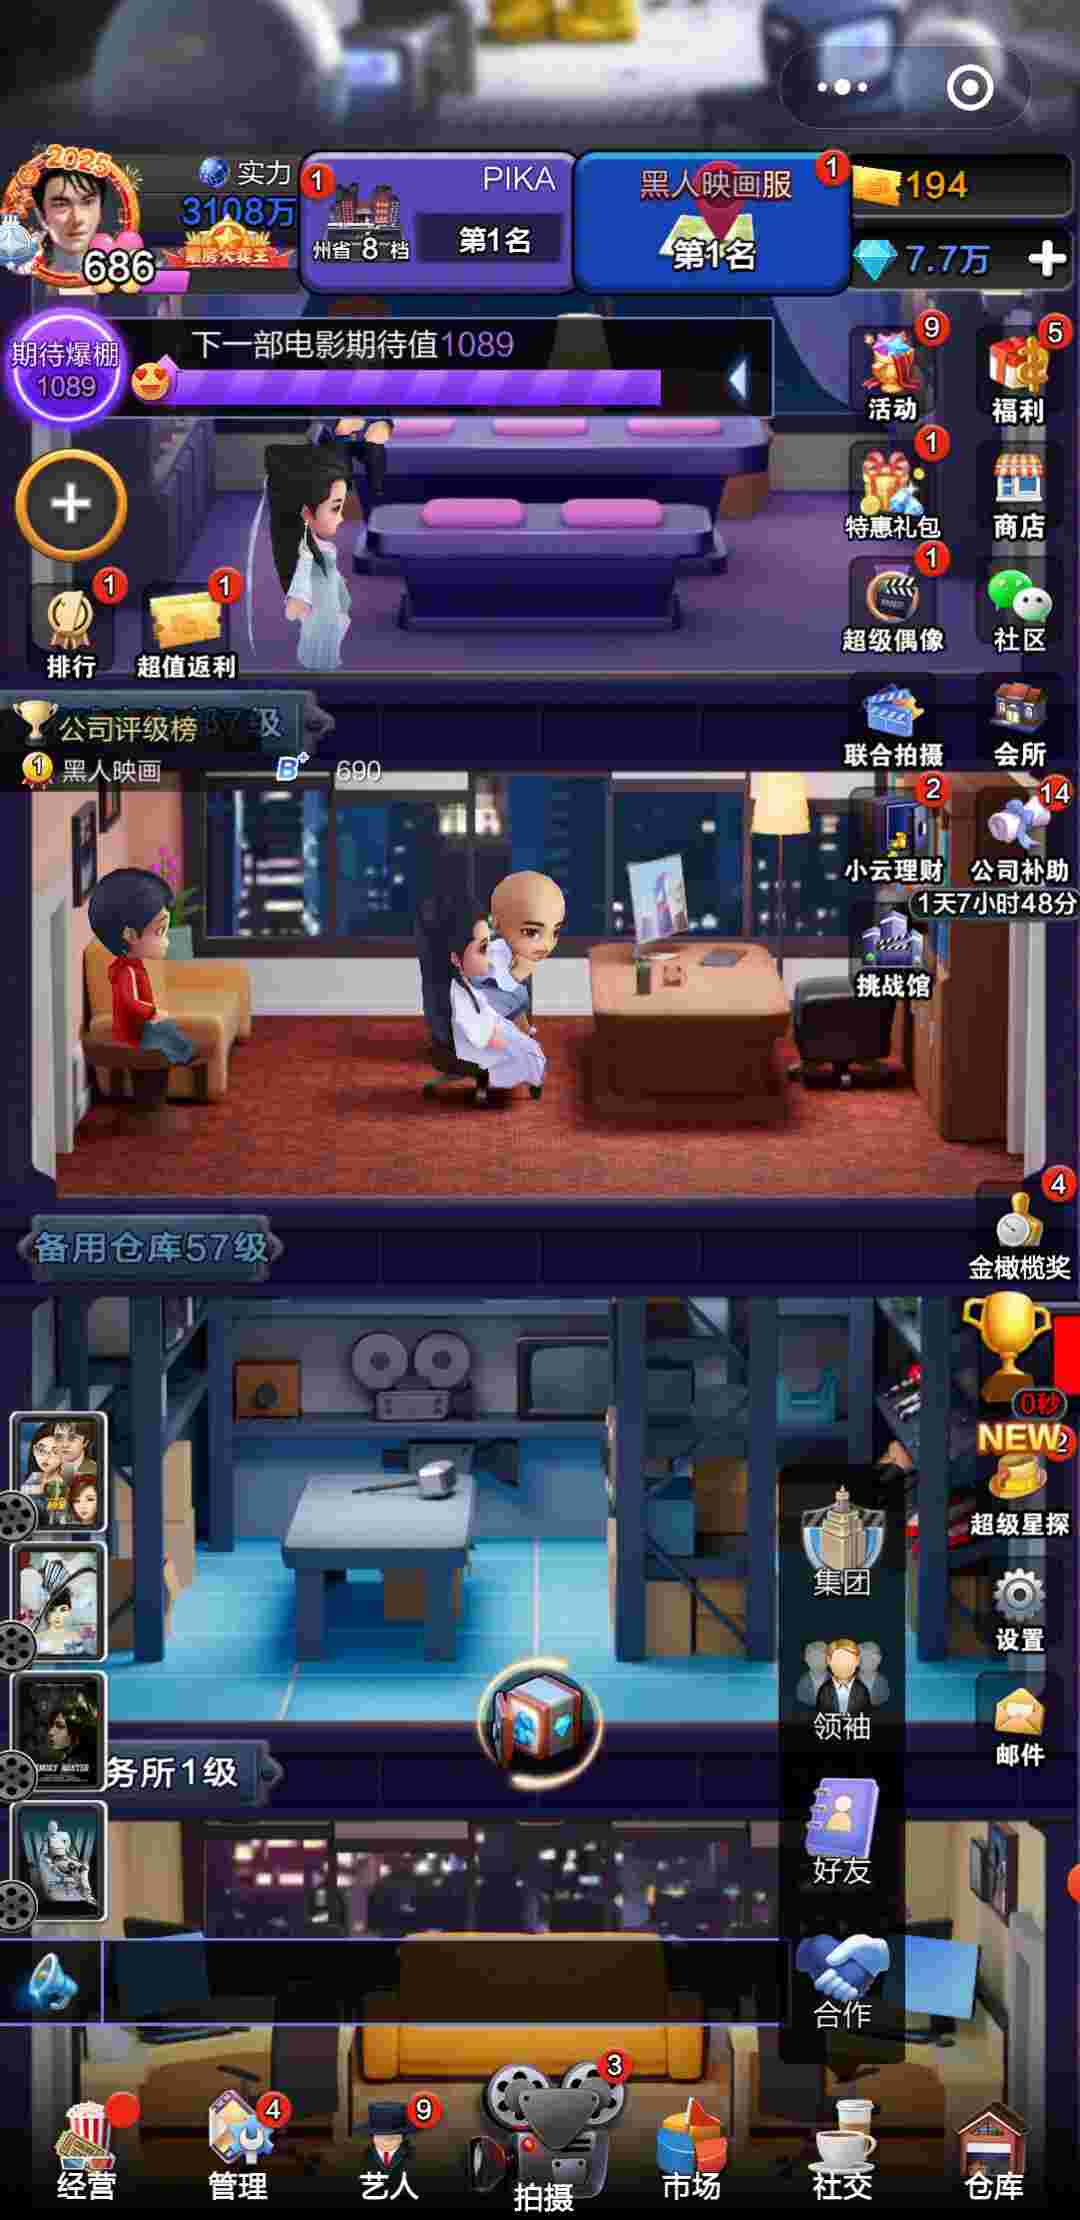 2025
686
实力
3108万
票房大卖王
1
PIKA
州省 8 档
第1名
1
黑人映画服
第1名
194
7.7万
期待爆棚
1089
下一部电影期待值1089
9
活动
5
福利
1
特惠礼包
商店
1
超级偶像
社区
1
排行
1
超值返利
联合拍摄
会所
公司评级榜
7级
1
黑人映画
B+
690
2
小云理财
14
公司补助
1天7小时48分
挑战馆
备用仓库57级
4
金橄榄奖
0秒
NEW
2
超级星探
设置
邮件
集团
领袖
好友
合作
务所1级
经营
4
管理
9
艺人
3
拍摄
市场
社交
仓库